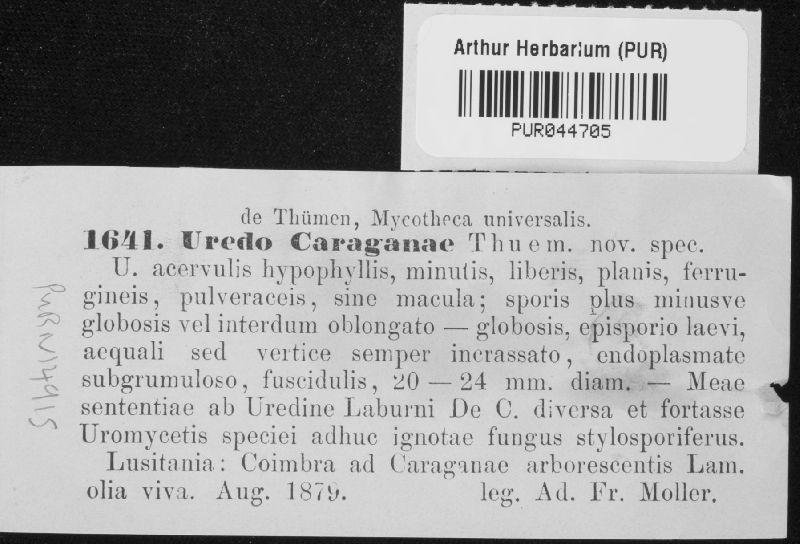 Arthur Herbarium (PUR)
PUR044705
de Thümen, Mycotheca universalis.
1641. Uredo Caraganae Thuem. nov. spec.
U. acervulis hypophyllis, minutis, liberis, planis, ferru-
gineis, pulveraceis, sine macula; sporis plus minusve
globosis vel interdum oblongato — globosis, episporio laevi,
aequali sed vertice semper incrassato, endoplasmate
subgrumuloso, fuscidulis, 20 — 24 mm. diam. — Meae
sententiae ab Uredine Laburni De C. diversa et fortasse
Uromycetis speciei adhuc ignotae fungus stylosporiferus.
Lusitania: Coimbra ad Caraganae arborescentis Lam.
olia viva. Aug. 1879. leg. Ad. Fr. Moller.
PUR N14915